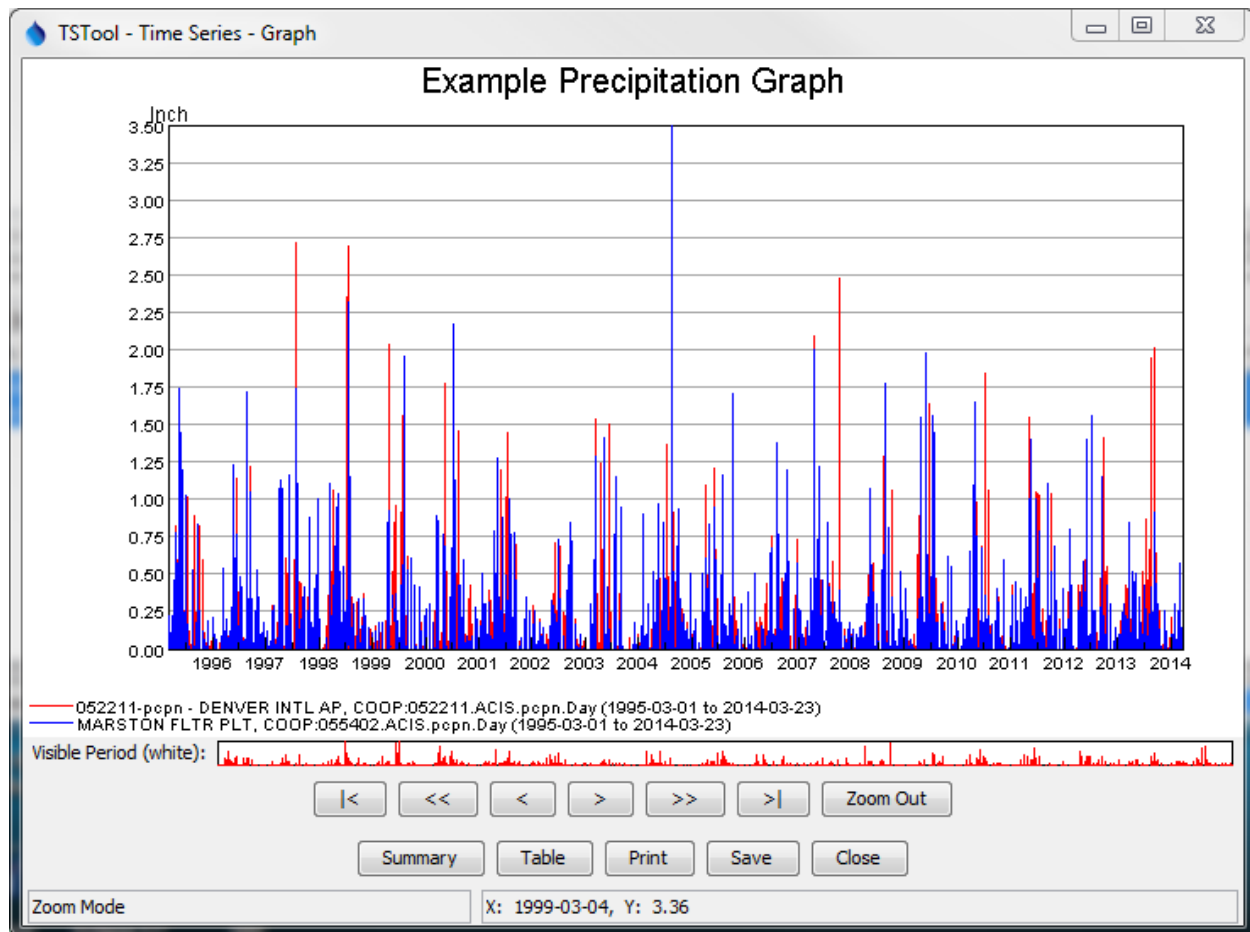 TSTool - Time Series - Graph
Example Precipitation Graph
Inch
3.50
3.25
3.00
2.75
2.50
2.25
2.00
1.75
1.50
1.25
1.00
0.75
0.50
0.25
0.00
1996 1997 1998 1999 2000 2001 2002 2003 2004 2005 2006 2007 2008 2009 2010 2011 2012 2013 2014
052211-pcpn - DENVER INTL AP, COOP:052211.ACIS.pcpn.Day (1995-03-01 to 2014-03-23)
MARSTON FLTR PLT, COOP:055402.ACIS.pcpn.Day (1995-03-01 to 2014-03-23)
Visible Period (white):
|< << < > >> >| Zoom Out
Summary Table Print Save Close
Zoom Mode X: 1999-03-04, Y: 3.36